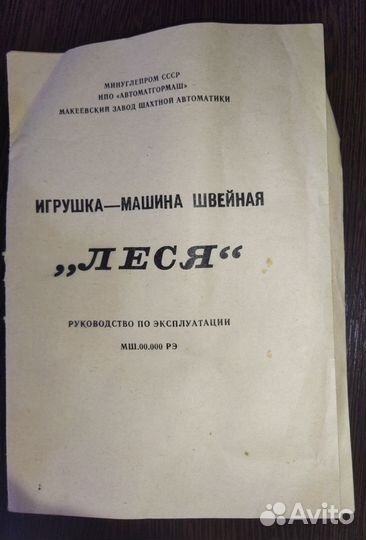 МИНУГЛЕПРОМ СССР
НПО «АВТОМАТГОРМАШ»
МАКЕЕВСКИЙ ЗАВОД ШАХТНОЙ АВТОМАТИКИ
ИГРУШКА—МАШИНА ШВЕЙНАЯ
„ЛЕСЯ“
РУКОВОДСТВО ПО ЭКСПЛУАТАЦИИ
МШ.00.000 РЭ
Avito